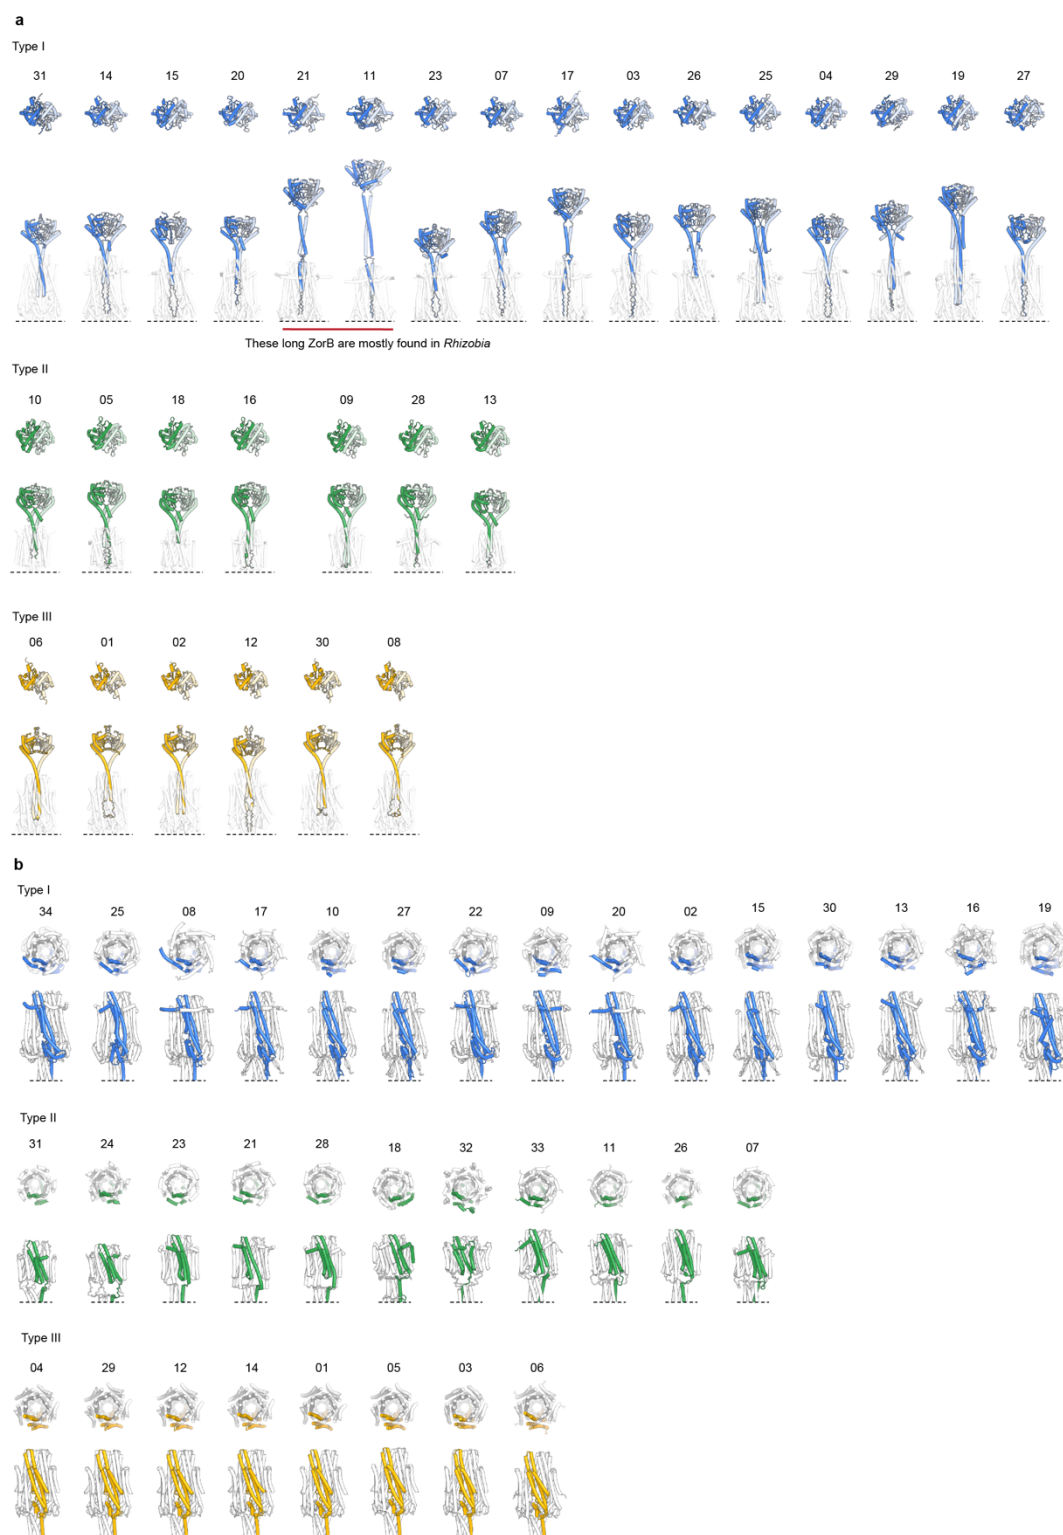 a
Type I
31 14 15 20 21 11 23 07 17 03 26 25 04 29 19 27
These long ZorB are mostly found in Rhizobia
Type II
10 05 18 16 09 28 13
Type III
06 01 02 12 30 08
b
Type I
34 25 08 17 10 27 22 09 20 02 15 30 13 16 19
Type II
31 24 23 21 28 18 32 33 11 26 07
Type III
04 29 12 14 01 05 03 06